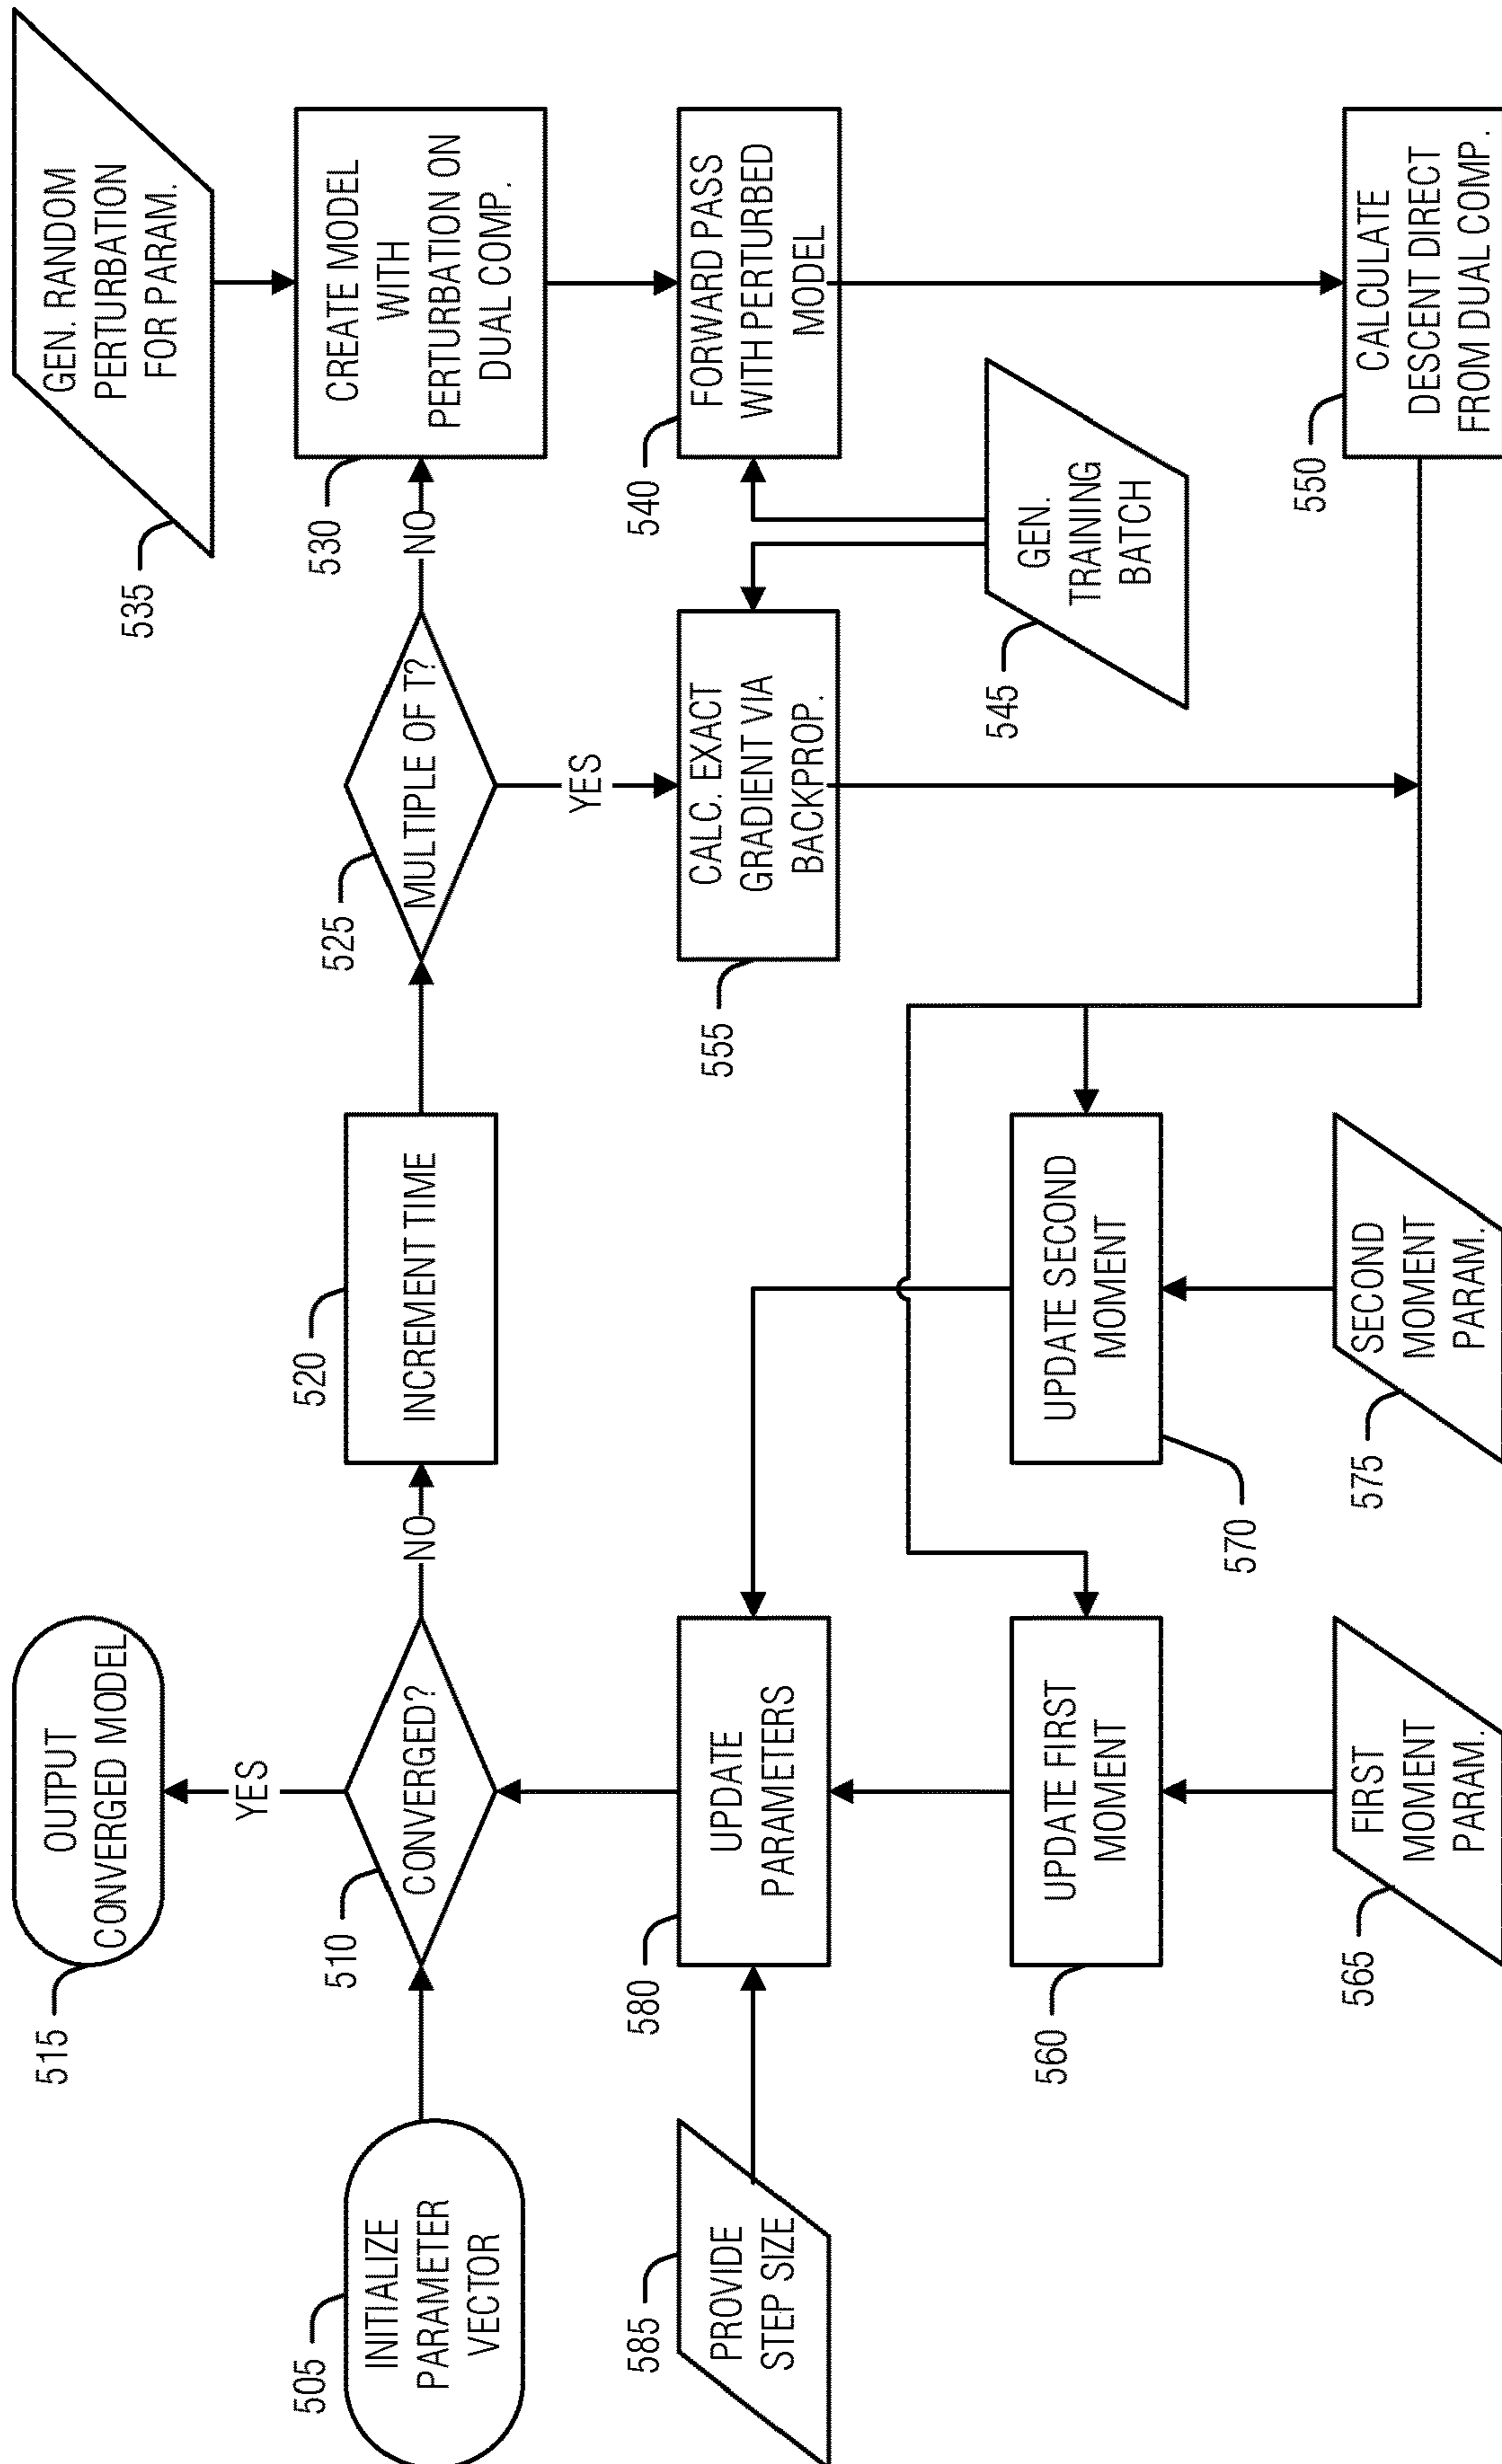 505
INITIALIZE
PARAMETER
VECTOR
510
CONVERGED?
YES
NO
515
OUTPUT
CONVERGED MODEL
520
INCREMENT TIME
525
MULTIPLE OF T?
NO
YES
535
GEN. RANDOM
PERTURBATION
FOR PARAM.
530
CREATE MODEL
WITH
PERTURBATION ON
DUAL COMP.
540
FORWARD PASS
WITH PERTURBED
MODEL
545
GEN.
TRAINING
BATCH
555
CALC. EXACT
GRADIENT VIA
BACKPROP.
550
CALCULATE
DESCENT DIRECT
FROM DUAL COMP.
585
PROVIDE
STEP SIZE
580
UPDATE
PARAMETERS
560
UPDATE FIRST
MOMENT
565
FIRST
MOMENT
PARAM.
570
UPDATE SECOND
MOMENT
575
SECOND
MOMENT
PARAM.